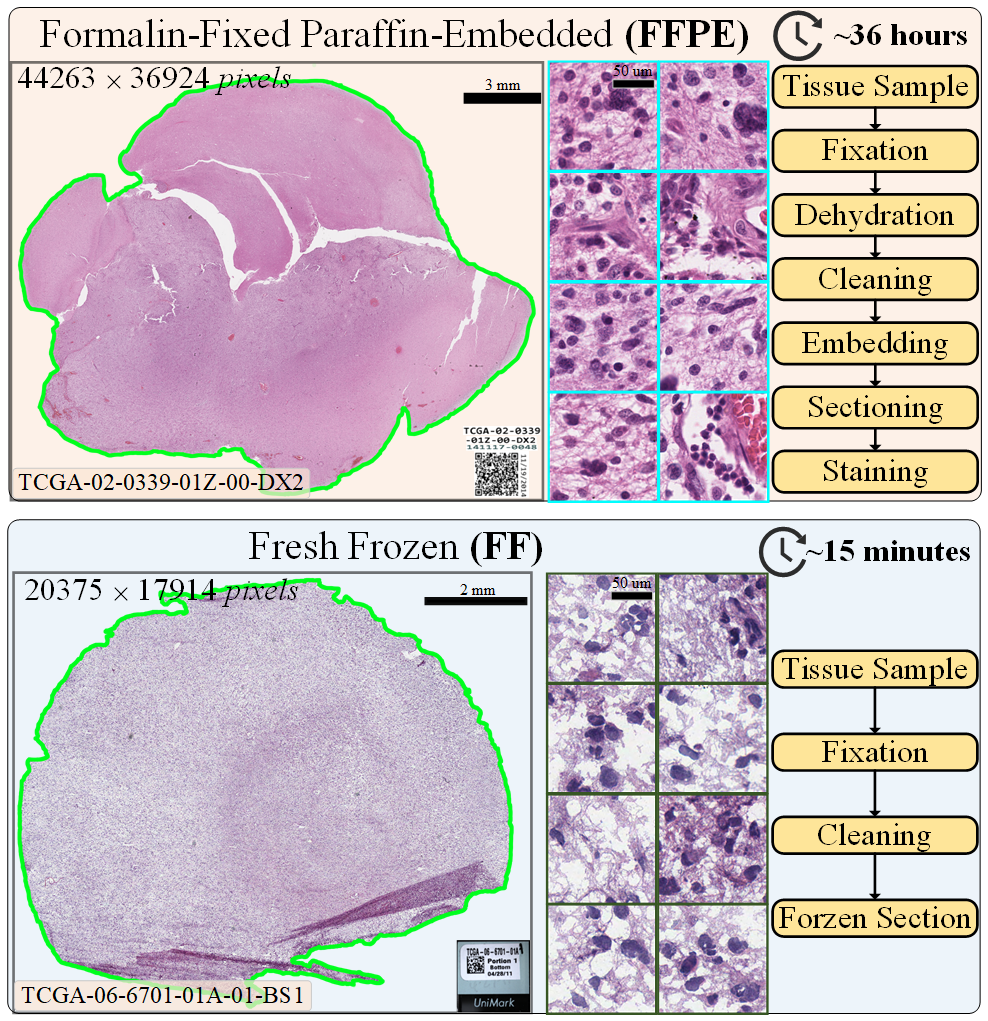 Formalin-Fixed Paraffin-Embedded (FFPE)
~36 hours
44263 × 36924 pixels
3 mm
50 um
Tissue Sample
Fixation
Dehydration
Cleaning
Embedding
Sectioning
Staining
TCGA-02-0339
-01Z-00-DX2
141117-0048
11/19/2014
TCGA-02-0339-01Z-00-DX2
Fresh Frozen (FF)
~15 minutes
20375 × 17914 pixels
2 mm
50 um
Tissue Sample
Fixation
Cleaning
Forzen Section
TCGA-06-6701-01A
Portion 1
Bottom
04/28/11
UniMark
TCGA-06-6701-01A-01-BS1